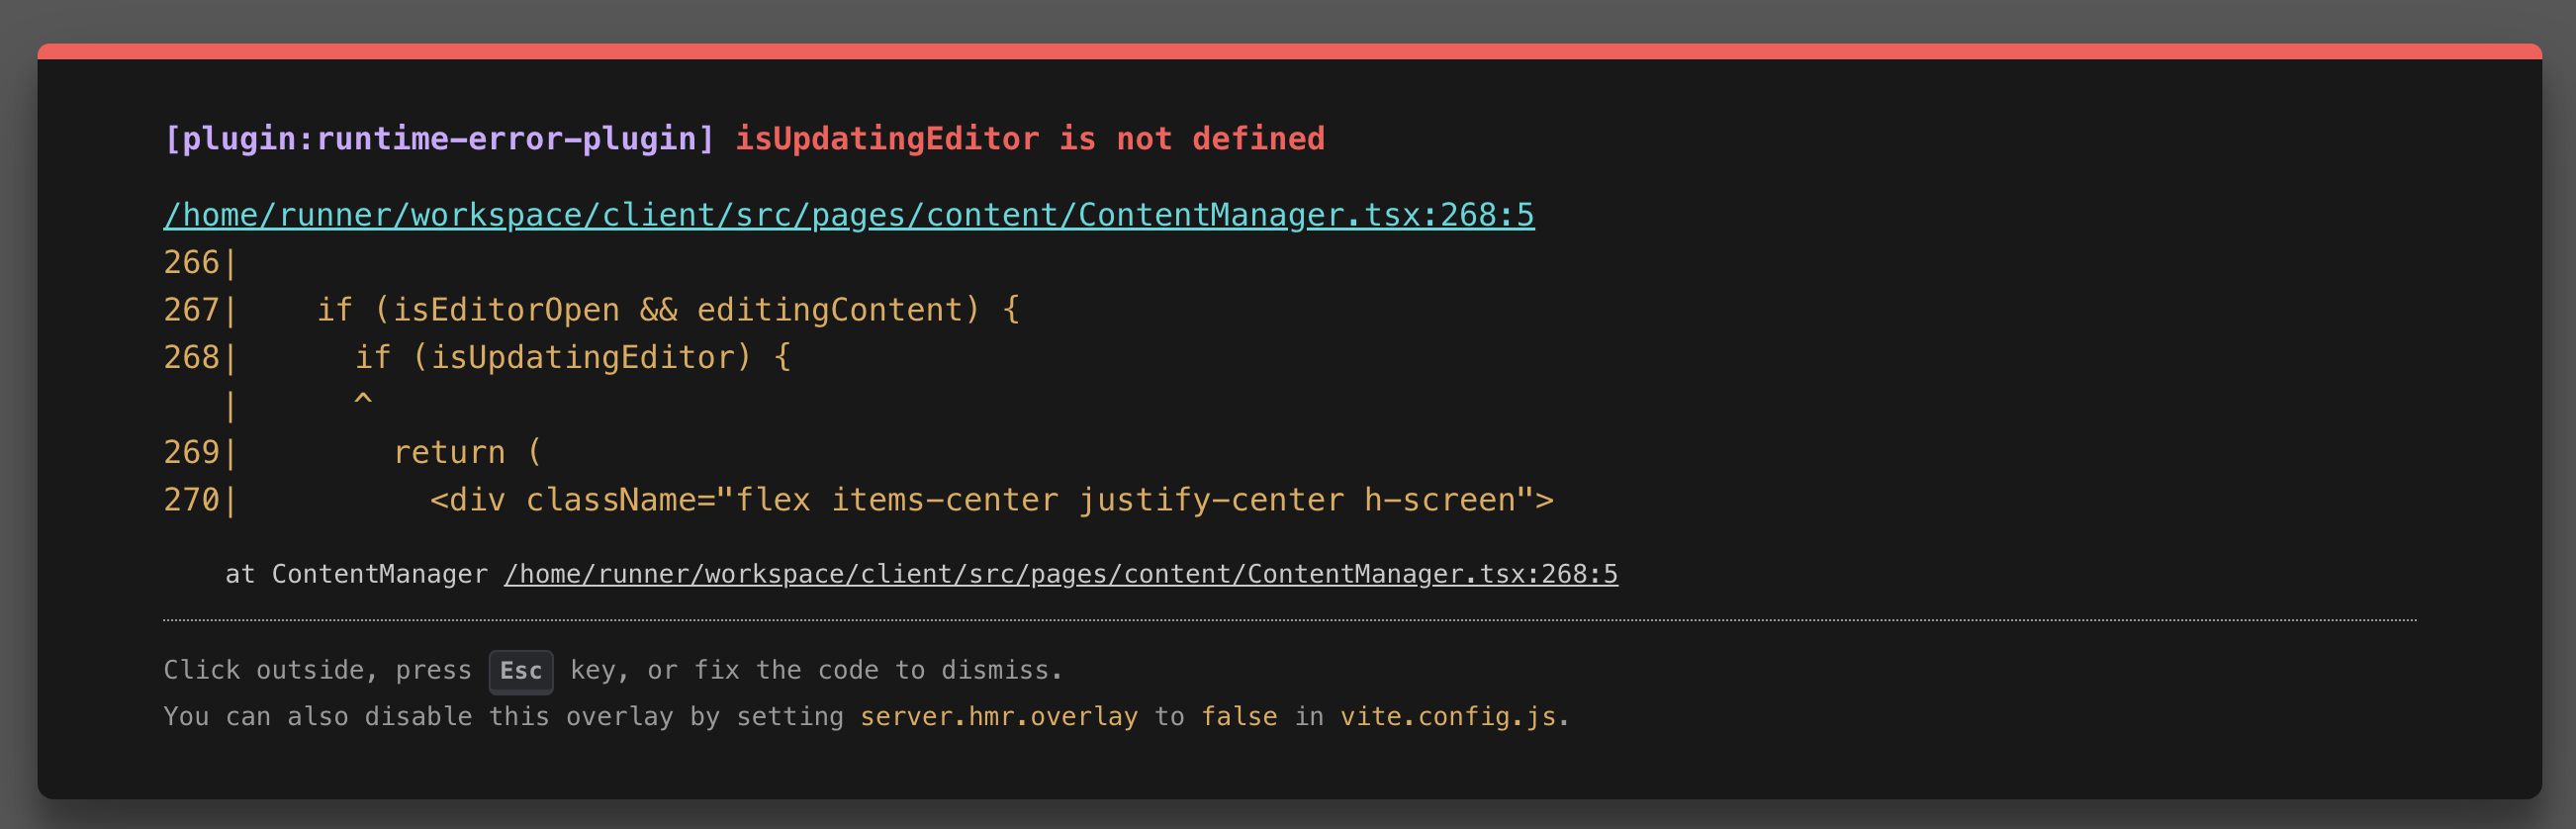 [plugin:runtime-error-plugin] isUpdatingEditor is not defined
/home/runner/workspace/client/src/pages/content/ContentManager.tsx:268:5
266|
267|    if (isEditorOpen && editingContent) {
268|      if (isUpdatingEditor) {
   |      ^
269|        return (
270|          <div className="flex items-center justify-center h-screen">
at ContentManager /home/runner/workspace/client/src/pages/content/ContentManager.tsx:268:5
Click outside, press Esc key, or fix the code to dismiss.
You can also disable this overlay by setting server.hmr.overlay to false in vite.config.js.